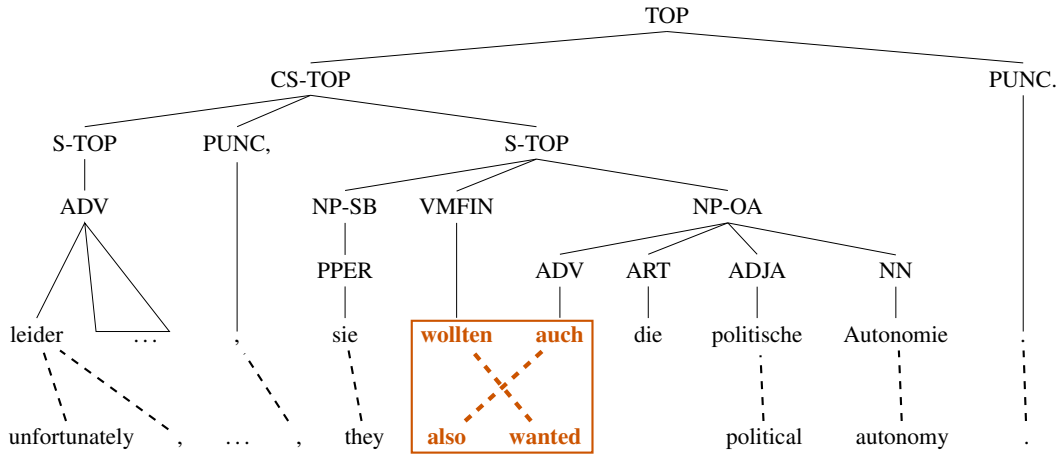 TOP
CS-TOP PUNC.
S-TOP PUNC, S-TOP
ADV NP-SB VMFIN NP-OA
PPER ADV ART ADJA NN
leider ... , sie wollten auch die politische Autonomie .
unfortunately , ... , they also wanted political autonomy .